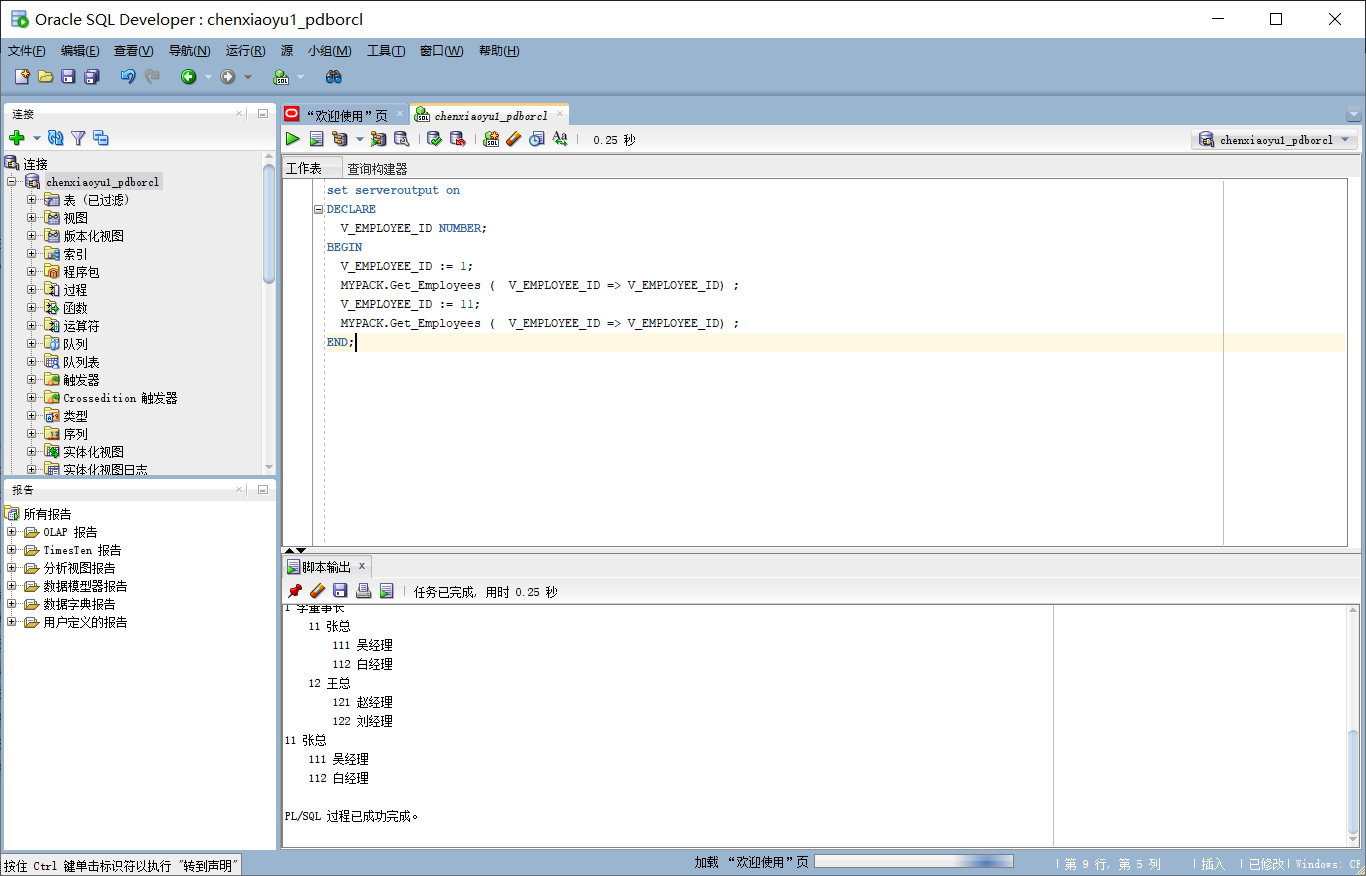 Oracle SQL Developer : chenxiaoyu1_pdborcl
文件(F) 编辑(E) 查看(V) 导航(N) 运行(R) 源 小组(M) 工具(T) 窗口(W) 帮助(H)
连接
连接
chenxiaoyu1_pdborcl
表 (已过滤)
视图
版本化视图
索引
程序包
过程
函数
运算符
队列
队列表
触发器
Crossedition 触发器
类型
序列
实体化视图
实体化视图日志
报告
所有报告
OLAP 报告
TimesTen 报告
分析视图报告
数据模型器报告
数据字典报告
用户定义的报告
“欢迎使用”页 chenxiaoyu1_pdborcl
0.25 秒 chenxiaoyu1_pdborcl
工作表 查询构建器
set serveroutput on
DECLARE
V_EMPLOYEE_ID NUMBER;
BEGIN
V_EMPLOYEE_ID := 1;
MYPACK.Get_Employees ( V_EMPLOYEE_ID => V_EMPLOYEE_ID) ;
V_EMPLOYEE_ID := 11;
MYPACK.Get_Employees ( V_EMPLOYEE_ID => V_EMPLOYEE_ID) ;
END;
脚本输出
任务已完成, 用时 0.25 秒
1 李董事长
11 张总
111 吴经理
112 白经理
12 王总
121 赵经理
122 刘经理
11 张总
111 吴经理
112 白经理
PL/SQL 过程已成功完成。
按住 Ctrl 键单击标识符以执行 "转到声明" 加载 “欢迎使用”页 第 9 行, 第 5 列 插入 已修改 Windows: CR